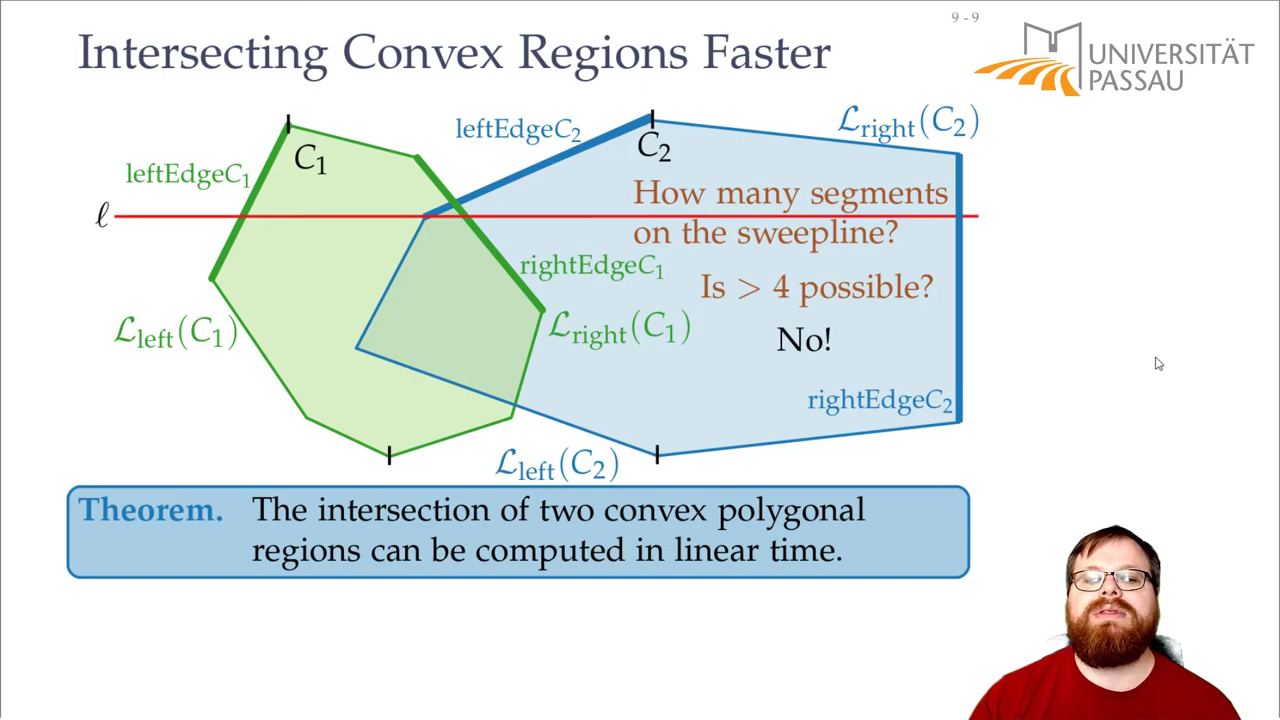 9 - 9
Intersecting Convex Regions Faster
UNIVERSITÄT
PASSAU
leftEdgeC₂
ℒright(C₂)
C₁
C₂
leftEdgeC₁
How many segments
ℓ
on the sweepline?
rightEdgeC₁
Is > 4 possible?
ℒleft(C₁)
ℒright(C₁)
No!
rightEdgeC₂
ℒleft(C₂)
Theorem. The intersection of two convex polygonal
regions can be computed in linear time.